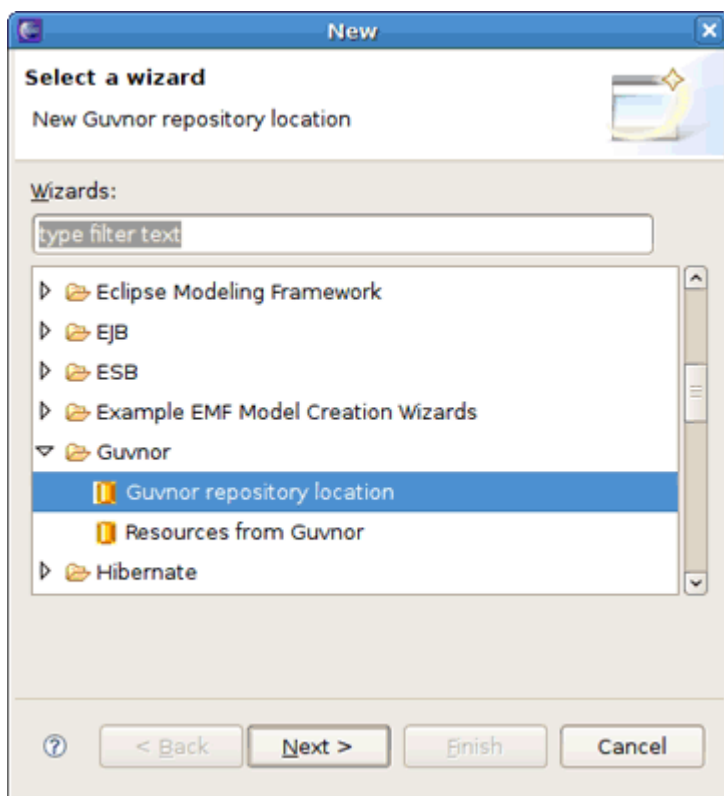 New
Select a wizard
New Guvnor repository location
Wizards:
type filter text
Eclipse Modeling Framework
EJB
ESB
Example EMF Model Creation Wizards
Guvnor
Guvnor repository location
Resources from Guvnor
Hibernate
? < Back Next > Finish Cancel